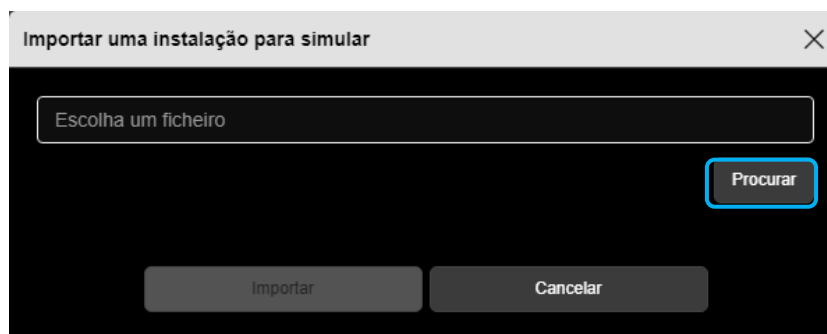 Importar uma instalação para simular
Escolha um ficheiro
Procurar
Importar
Cancelar